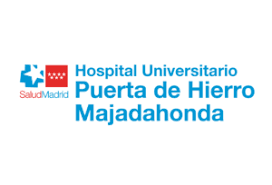 Hospital Universitario
Puerta de Hierro
Majadahonda
SaludMadrid